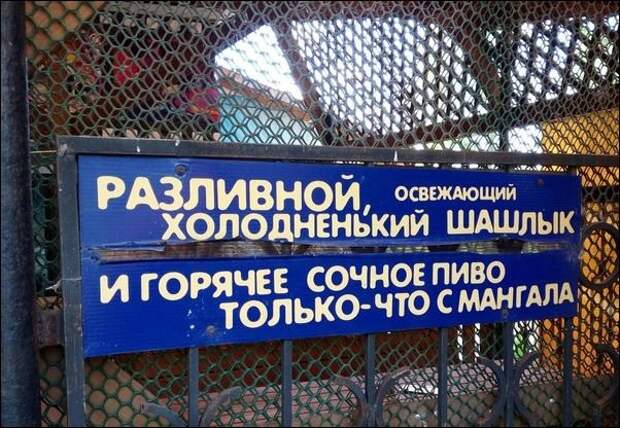 РАЗЛИВНОЙ, ОСВЕЖАЮЩИЙ
ХОЛОДНЕНЬКИЙ ШАШЛЫК
И ГОРЯЧЕЕ СОЧНОЕ ПИВО
ТОЛЬКО-ЧТО С МАНГАЛА